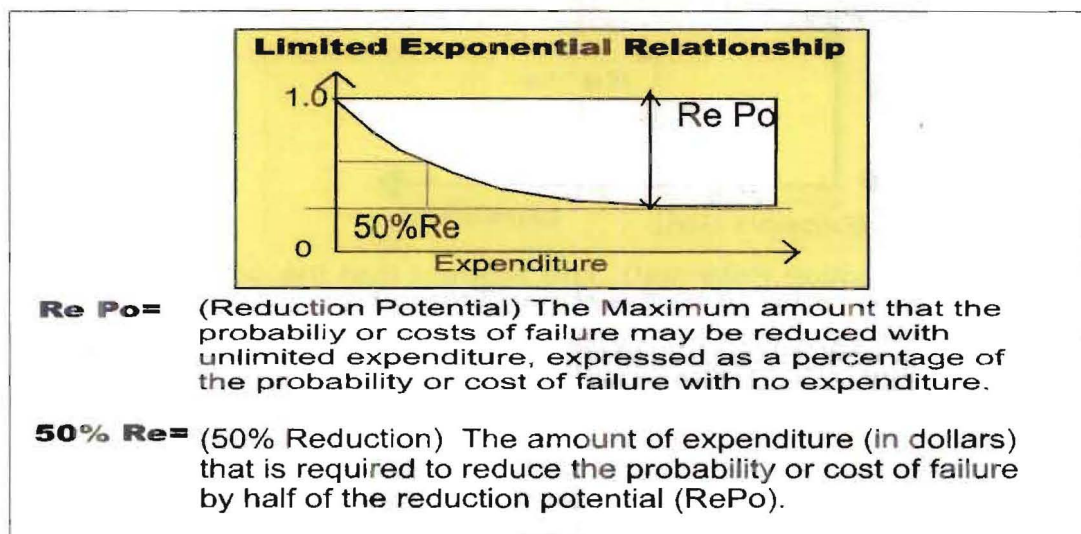 Limited Exponential Relationship
1.0
Re Po
50%Re
0
Expenditure
Re Po= (Reduction Potential) The Maximum amount that the
probabiliy or costs of failure may be reduced with
unlimited expenditure, expressed as a percentage of
the probability or cost of failure with no expenditure.
50% Re= (50% Reduction) The amount of expenditure (in dollars)
that is required to reduce the probability or cost of failure
by half of the reduction potential (RePo).